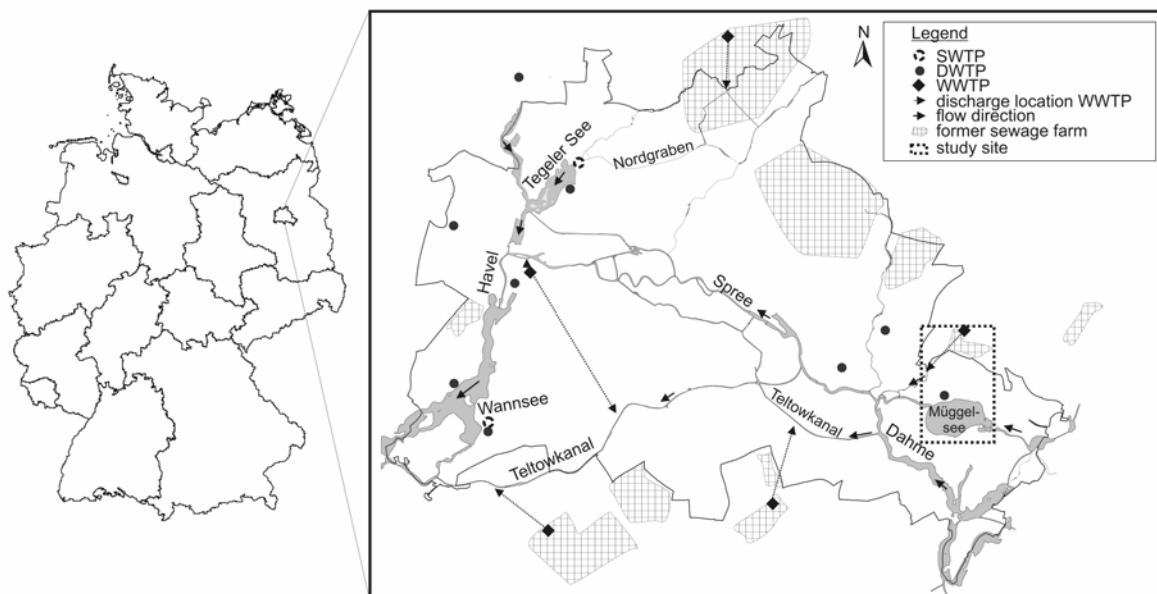 N
Legend
SWTP
DWTP
WWTP
discharge location WWTP
flow direction
former sewage farm
study site
Tegeler See
Nordgraben
Havel
Spree
Wannsee
Teltowkanal
Teltowkanal
Dahme
Müggel-
see